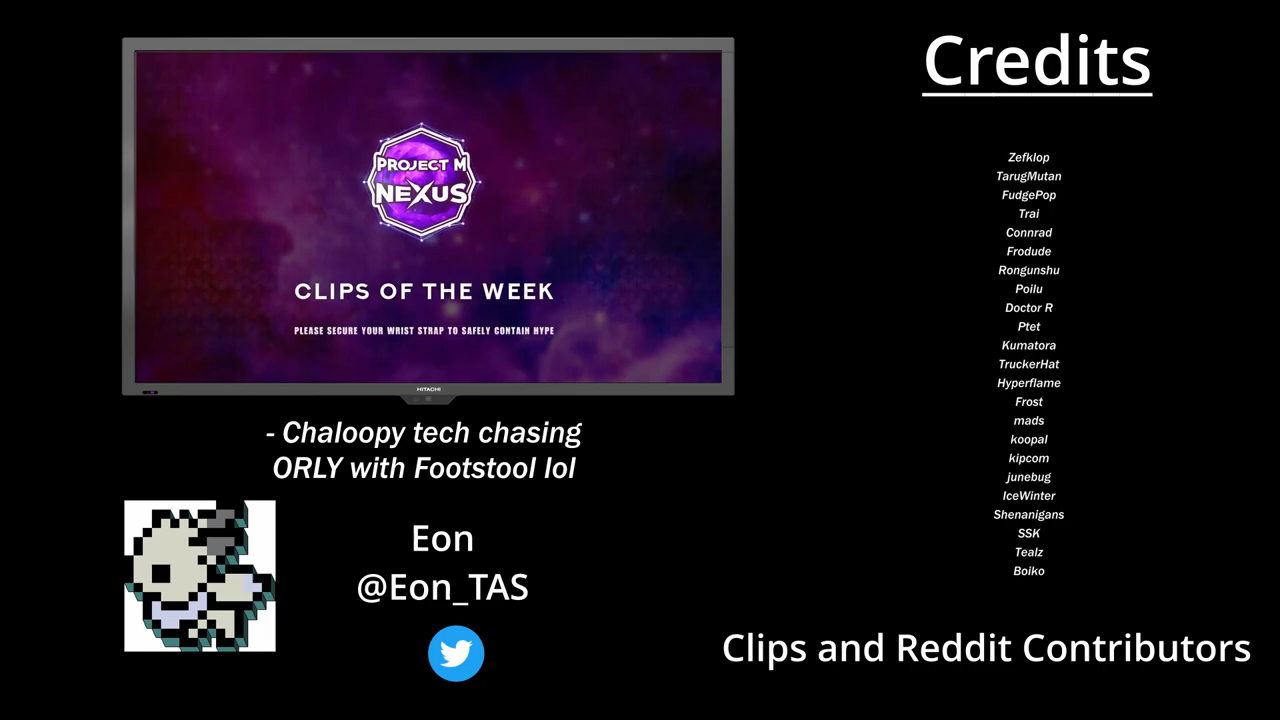 PROJECT M
NEXUS
CLIPS OF THE WEEK
PLEASE SECURE YOUR WRIST STRAP TO SAFELY CONTAIN HYPE
HITACHI
- Chaloopy tech chasing
ORLY with Footstool lol
Eon
@Eon_TAS
Credits
Zefklop
TarugMutan
FudgePop
Trai
Connrad
Frodude
Rongunshu
Poilu
Doctor R
Ptet
Kumatora
TruckerHat
Hyperflame
Frost
mads
koopal
kipcom
junebug
IceWinter
Shenanigans
SSK
Tealz
Boiko
Clips and Reddit Contributors